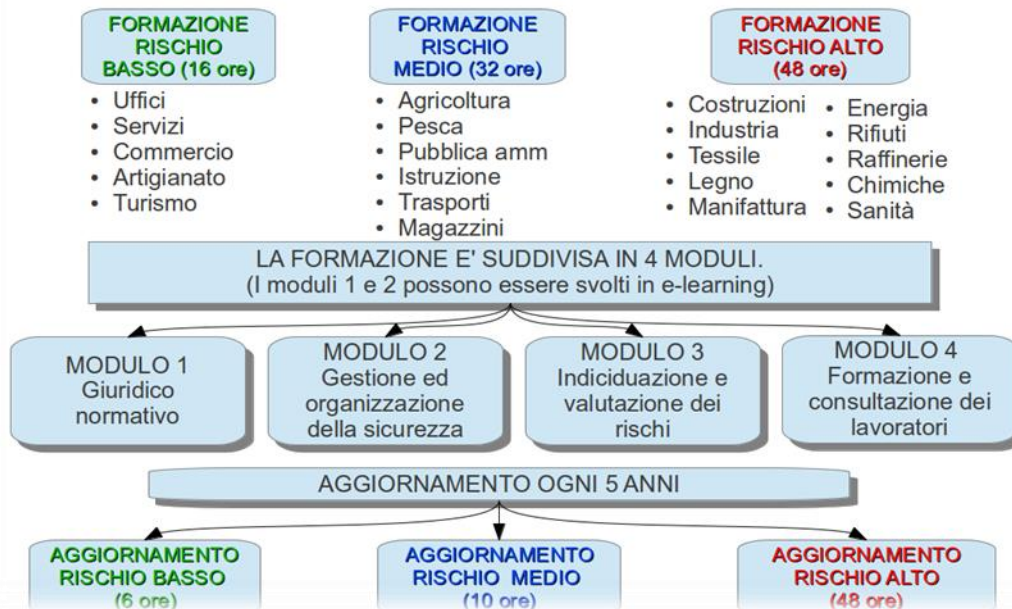 FORMAZIONE
RISCHIO
BASSO (16 ore)
• Uffici
• Servizi
• Commercio
• Artigianato
• Turismo
FORMAZIONE
RISCHIO
MEDIO (32 ore)
• Agricoltura
• Pesca
• Pubblica amm
• Istruzione
• Trasporti
• Magazzini
FORMAZIONE
RISCHIO ALTO
(48 ore)
• Costruzioni
• Industria
• Tessile
• Legno
• Manifattura
• Energia
• Rifiuti
• Raffinerie
• Chimiche
• Sanità
LA FORMAZIONE E' SUDDIVISA IN 4 MODULI.
(I moduli 1 e 2 possono essere svolti in e-learning)
MODULO 1
Giuridico
normativo
MODULO 2
Gestione ed
organizzazione
della sicurezza
MODULO 3
Indiciduazione e
valutazione dei
rischi
MODULO 4
Formazione e
consultazione dei
lavoratori
AGGIORNAMENTO OGNI 5 ANNI
AGGIORNAMENTO
RISCHIO BASSO
(6 ore)
AGGIORNAMENTO
RISCHIO MEDIO
(10 ore)
AGGIORNAMENTO
RISCHIO ALTO
(48 ore)